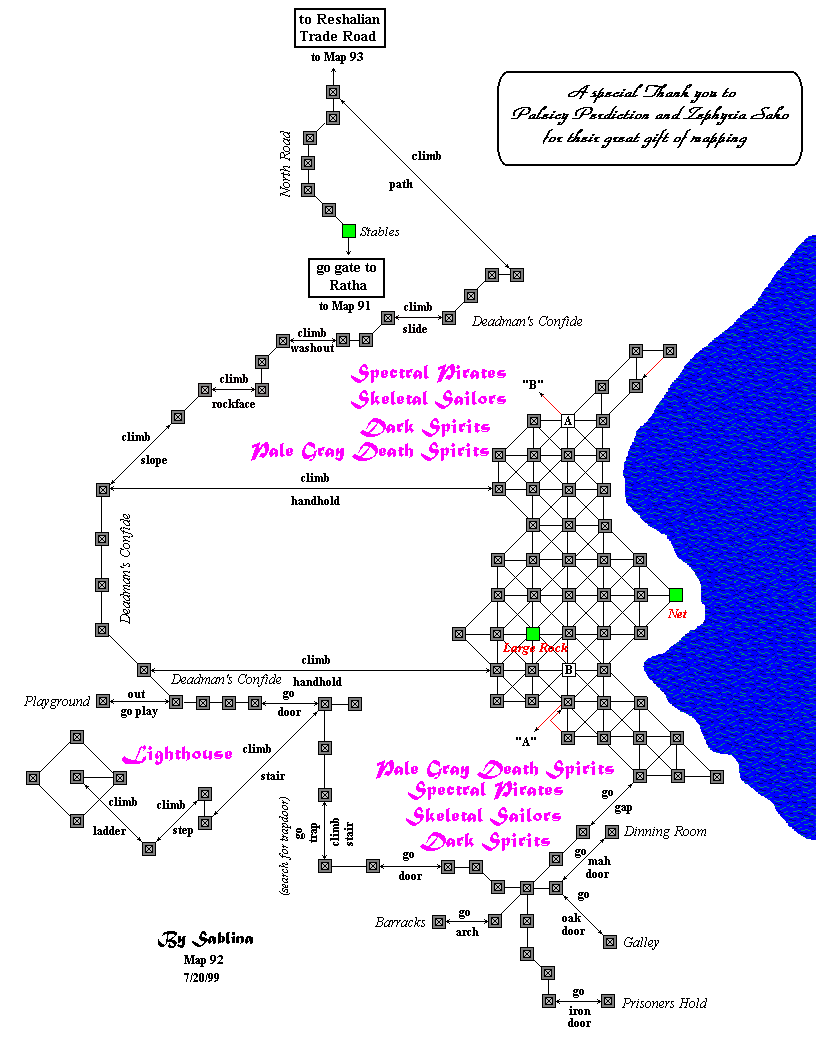 to Reshalian
Trade Road
to Map 93
A special Thank you to
Palsicy Perdiction and Zephyria Saho
for their great gift of mapping
North Road
climb
path
Stables
go gate to
Ratha
to Map 91
climb
slide
Deadman's Confide
climb
washout
climb
rockface
Spectral Pirates
Skeletal Sailors
Dark Spirits
Pale Gray Death Spirits
"B"
A
climb
slope
climb
handhold
Deadman's Confide
Net
Large Rock
B
climb
handhold
Deadman's Confide
Playground
out
go play
go
door
"A"
Lighthouse
climb
stair
climb
ladder
climb
step
Pale Gray Death Spirits
Spectral Pirates
Skeletal Sailors
Dark Spirits
(search for trapdoor)
go
trap
climb
stair
go
gap
go
door
Dinning Room
go
mah
door
go
oak
door
Galley
Barracks
go
arch
go
iron
door
Prisoners Hold
By Sablina
Map 92
7/20/99